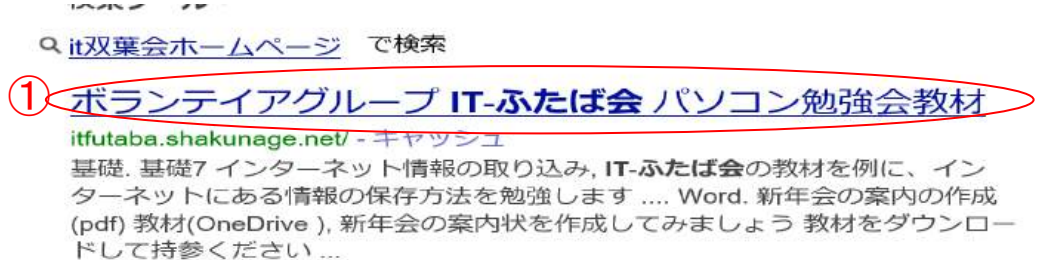 it双葉会ホームページ で検索
① ボランテイアグループ IT-ふたば会 パソコン勉強会教材
itfutaba.shakunage.net/ - キャッシュ
基礎. 基礎7 インターネット情報の取り込み, IT-ふたば会の教材を例に、イン
ターネットにある情報の保存方法を勉強します .... Word. 新年会の案内の作成
(pdf) 教材(OneDrive ), 新年会の案内状を作成してみましょう 教材をダウンロー
ドして持参ください ...